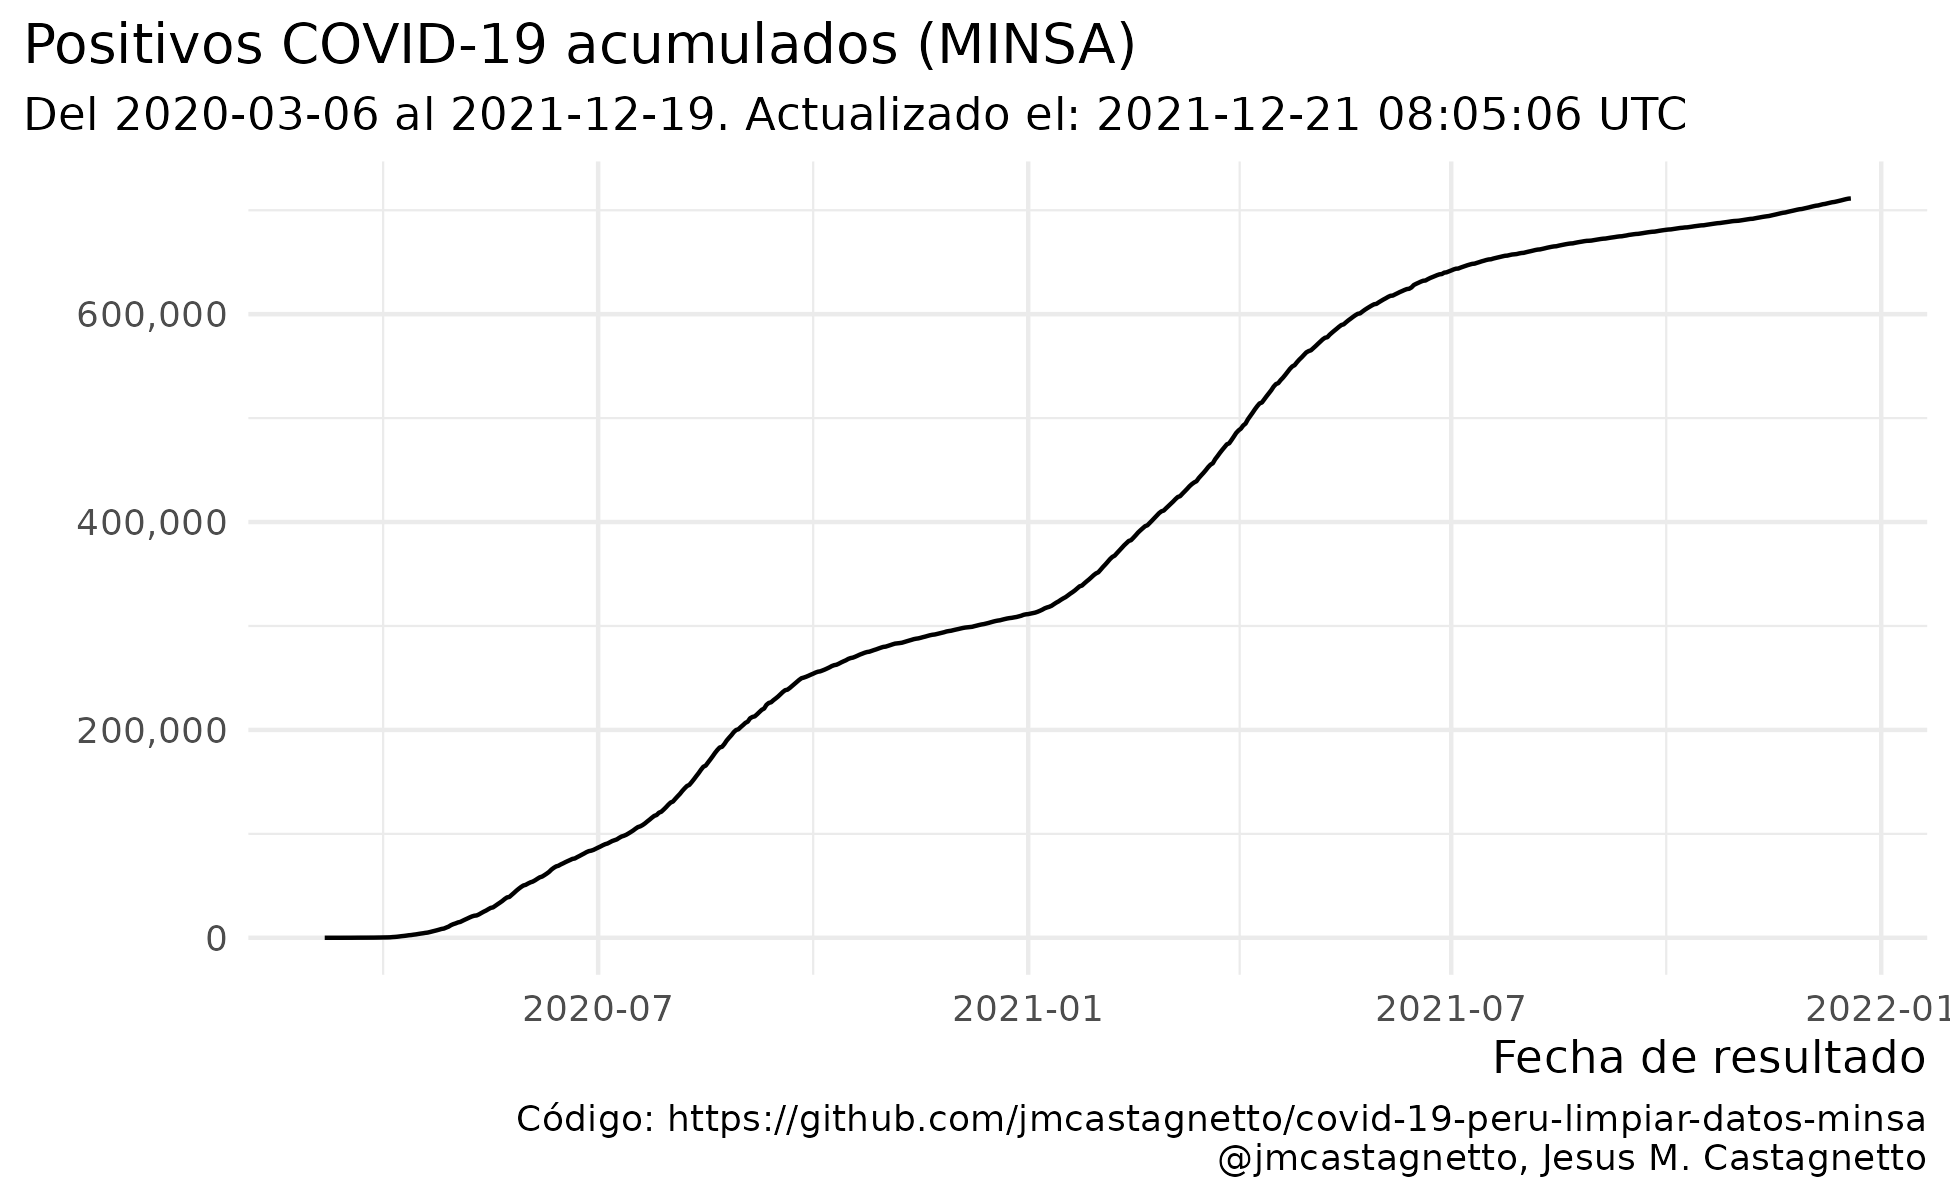 Positivos COVID-19 acumulados (MINSA)
Del 2020-03-06 al 2021-12-19. Actualizado el: 2021-12-21 08:05:06 UTC
600,000
400,000
200,000
0
2020-07
2021-01
2021-07
2022-01
Fecha de resultado
Código: https://github.com/jmcastagnetto/covid-19-peru-limpiar-datos-minsa
@jmcastagnetto, Jesus M. Castagnetto